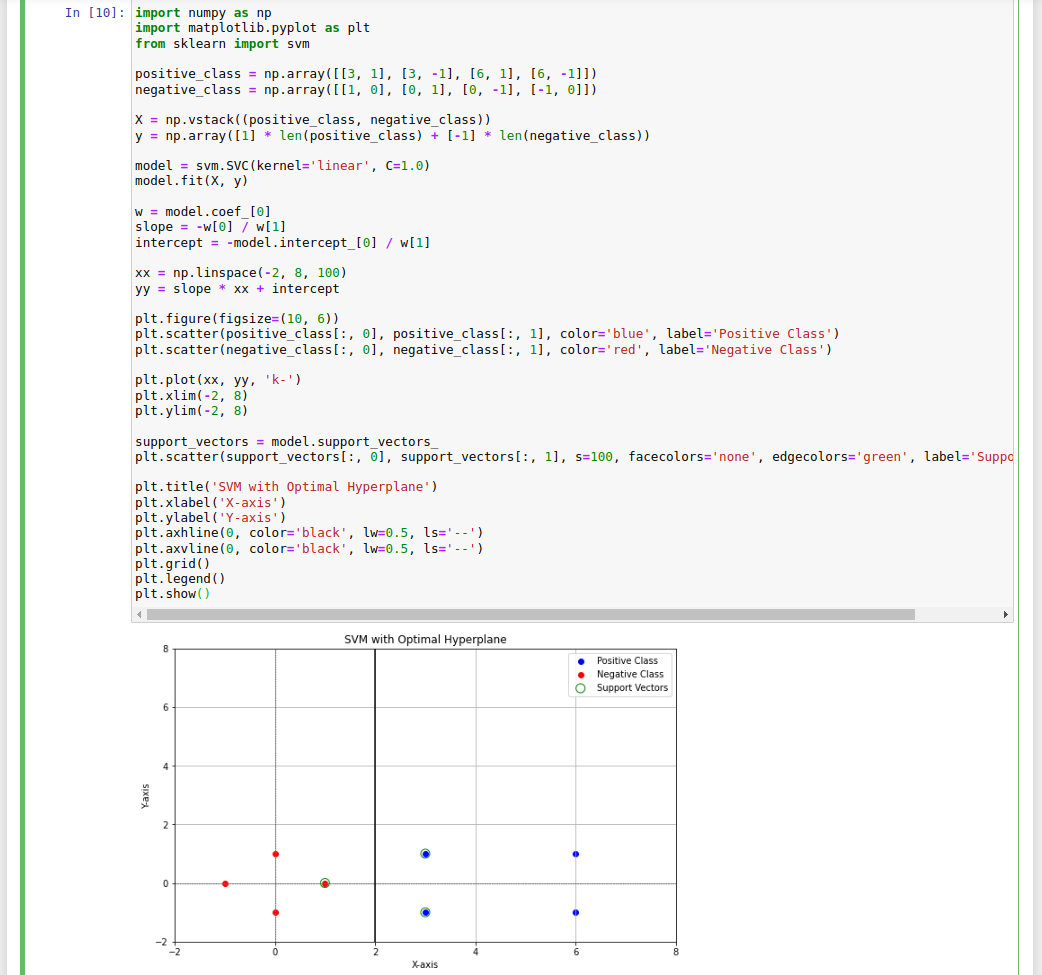 In [10]:
import numpy as np
import matplotlib.pyplot as plt
from sklearn import svm
positive_class = np.array([[3, 1], [3, -1], [6, 1], [6, -1]])
negative_class = np.array([[1, 0], [0, 1], [0, -1], [-1, 0]])
X = np.vstack((positive_class, negative_class))
y = np.array([1] * len(positive_class) + [-1] * len(negative_class))
model = svm.SVC(kernel='linear', C=1.0)
model.fit(X, y)
w = model.coef_[0]
slope = -w[0] / w[1]
intercept = -model.intercept_[0] / w[1]
xx = np.linspace(-2, 8, 100)
yy = slope * xx + intercept
plt.figure(figsize=(10, 6))
plt.scatter(positive_class[:, 0], positive_class[:, 1], color='blue', label='Positive Class')
plt.scatter(negative_class[:, 0], negative_class[:, 1], color='red', label='Negative Class')
plt.plot(xx, yy, 'k-')
plt.xlim(-2, 8)
plt.ylim(-2, 8)
support_vectors = model.support_vectors_
plt.scatter(support_vectors[:, 0], support_vectors[:, 1], s=100, facecolors='none', edgecolors='green', label='Suppo
plt.title('SVM with Optimal Hyperplane')
plt.xlabel('X-axis')
plt.ylabel('Y-axis')
plt.axhline(0, color='black', lw=0.5, ls='--')
plt.axvline(0, color='black', lw=0.5, ls='--')
plt.grid()
plt.legend()
plt.show()
SVM with Optimal Hyperplane
Positive Class
Negative Class
Support Vectors
8
6
4
2
0
−2
Y-axis
−2 0 2 4 6 8
X-axis